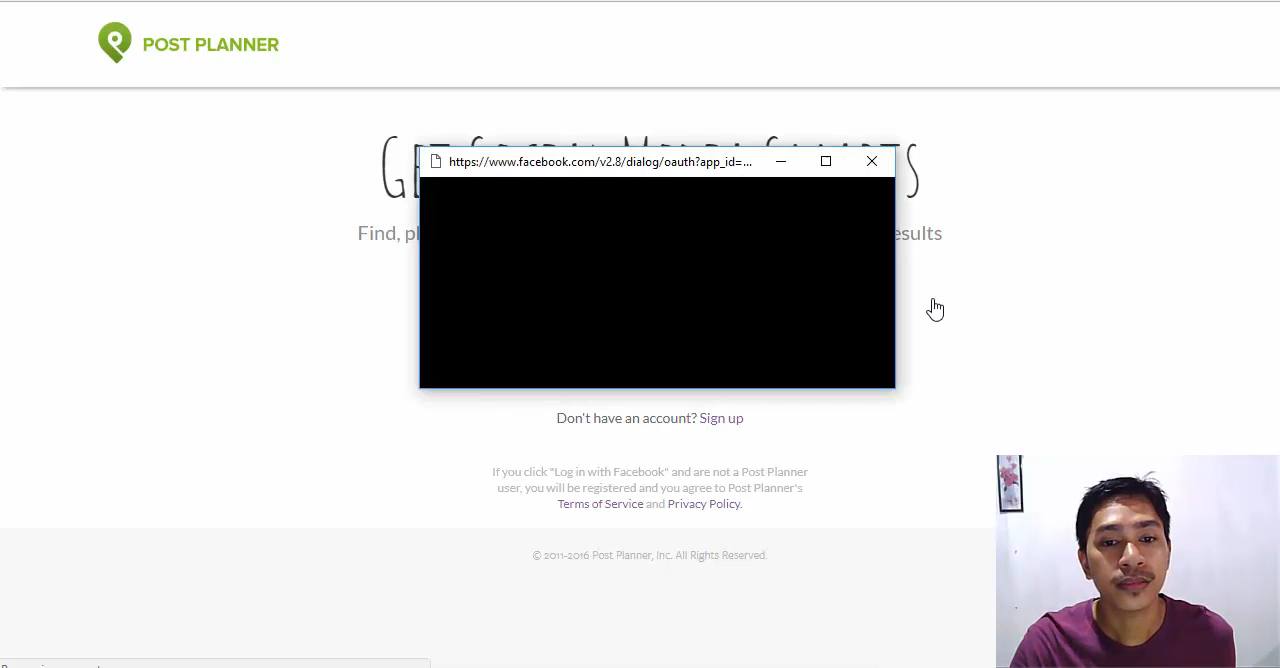 POST PLANNER
https://www.facebook.com/v2.8/dialog/oauth?app_id=...
Find,
Don't have an account? Sign up
If you click "Log in with Facebook" and are not a Post Planner
user, you will be registered and you agree to Post Planner's
Terms of Service and Privacy Policy.
© 2011-2016 Post Planner, Inc. All Rights Reserved.